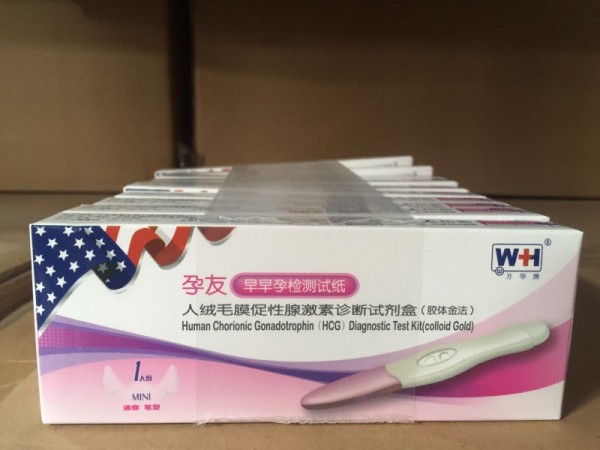 W+H®
万华牌
孕友 早早孕检测试纸
人绒毛膜促性腺激素诊断试剂盒（胶体金法）
Human Chorionic Gonadotrophin（HCG）Diagnostic Test Kit(colloid Gold)
1人份
MINI
迷你 笔型